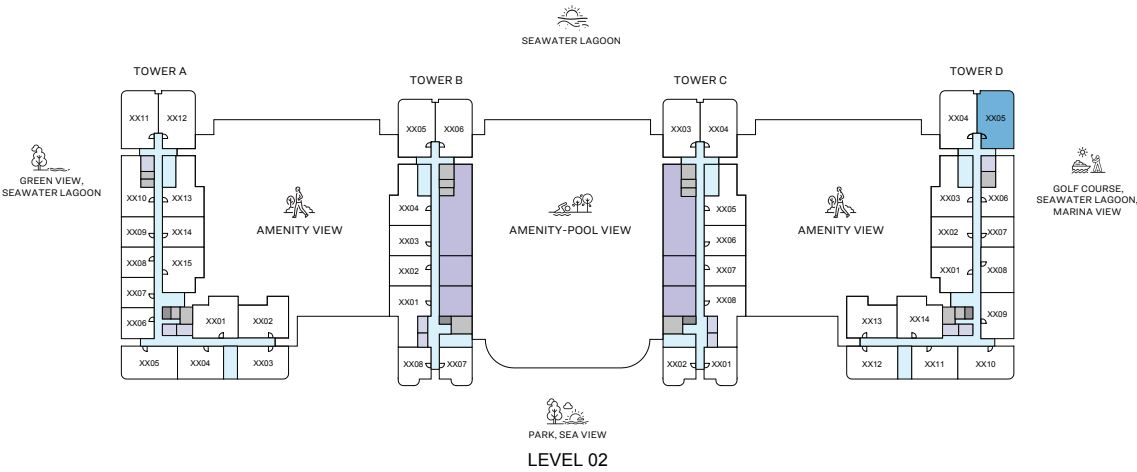 SEAWATER LAGOON
TOWER A
TOWER B
TOWER C
TOWER D
XX11
XX12
XX10
XX13
XX09
XX14
XX08
XX15
XX07
XX06
XX01
XX02
XX05
XX04
XX03
GREEN VIEW,
SEAWATER LAGOON
AMENITY VIEW
XX05
XX06
XX04
XX03
XX02
XX01
XX08
XX07
AMENITY-POOL VIEW
XX03
XX04
XX05
XX06
XX07
XX08
XX02
XX01
AMENITY VIEW
XX04
XX05
XX03
XX06
XX02
XX07
XX01
XX08
XX09
XX13
XX14
XX12
XX11
XX10
GOLF COURSE,
SEAWATER LAGOON,
MARINA VIEW
PARK, SEA VIEW
LEVEL 02